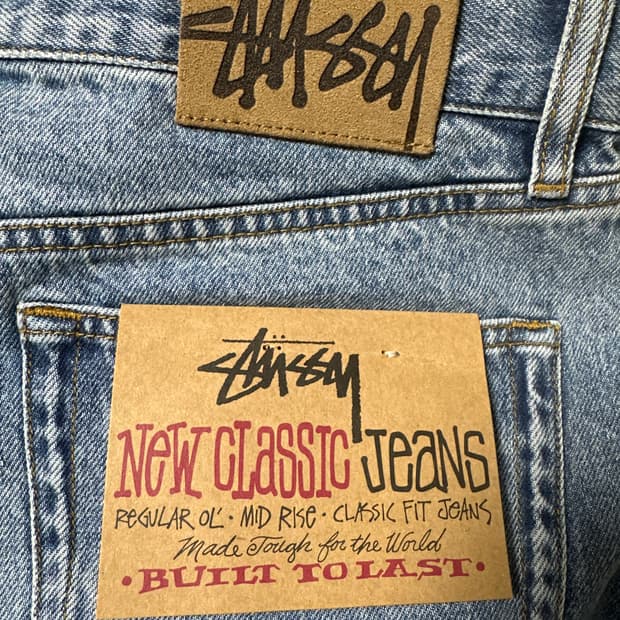 Stüssy
Stüssy
NEW CLASSIC JEANS
REGULAR OL' · MID RISE · CLASSIC FIT JEANS
Made Tough for the World
· BUILT TO LAST ·